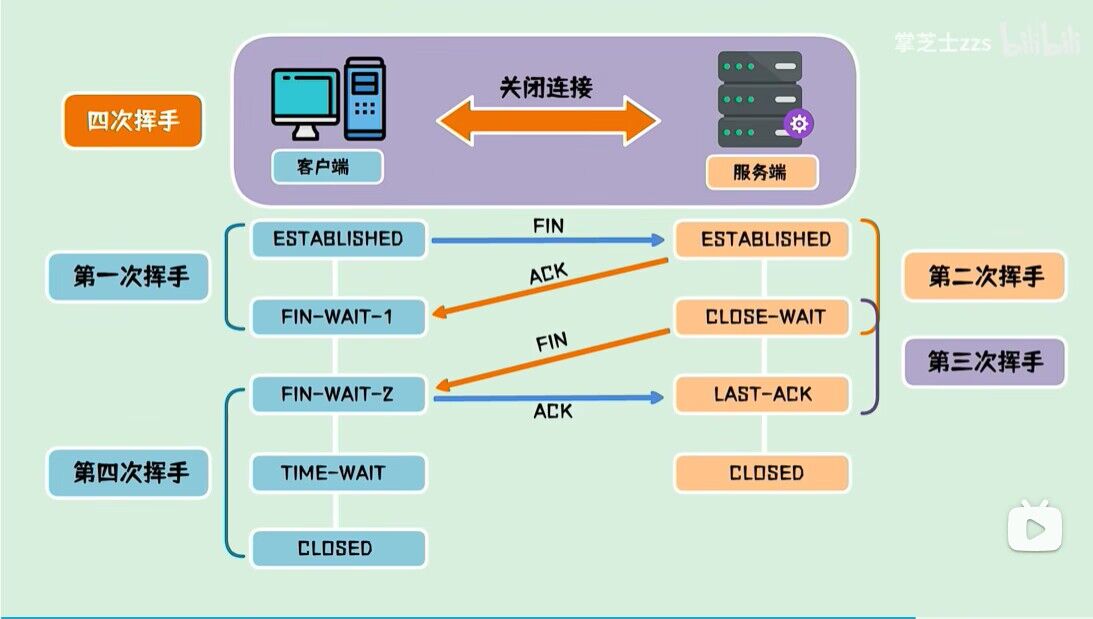 掌芝士zzs bilibili
四次挥手
关闭连接
客户端
服务端
ESTABLISHED
FIN
ESTABLISHED
第一次挥手
ACK
第二次挥手
FIN-WAIT-1
CLOSE-WAIT
FIN
第三次挥手
FIN-WAIT-2
LAST-ACK
ACK
第四次挥手
TIME-WAIT
CLOSED
CLOSED